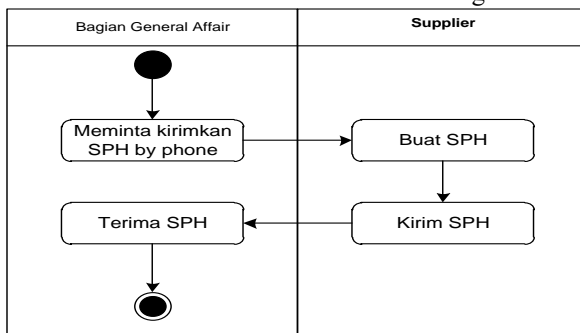 g
Bagian General Affair
Supplier
Meminta kirimkan
SPH by phone
Buat SPH
Terima SPH
Kirim SPH